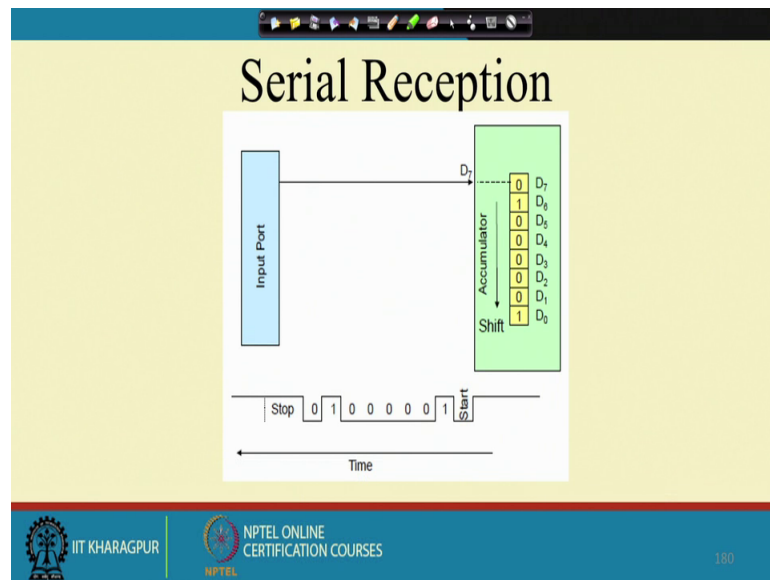 Serial Reception
D7
Input Port
Accumulator
Shift
0 D7
1 D6
0 D5
0 D4
0 D3
0 D2
0 D1
1 D0
Stop 0 1 0 0 0 0 0 1 Start
Time
IIT KHARAGPUR
NPTEL
NPTEL ONLINE
CERTIFICATION COURSES
180